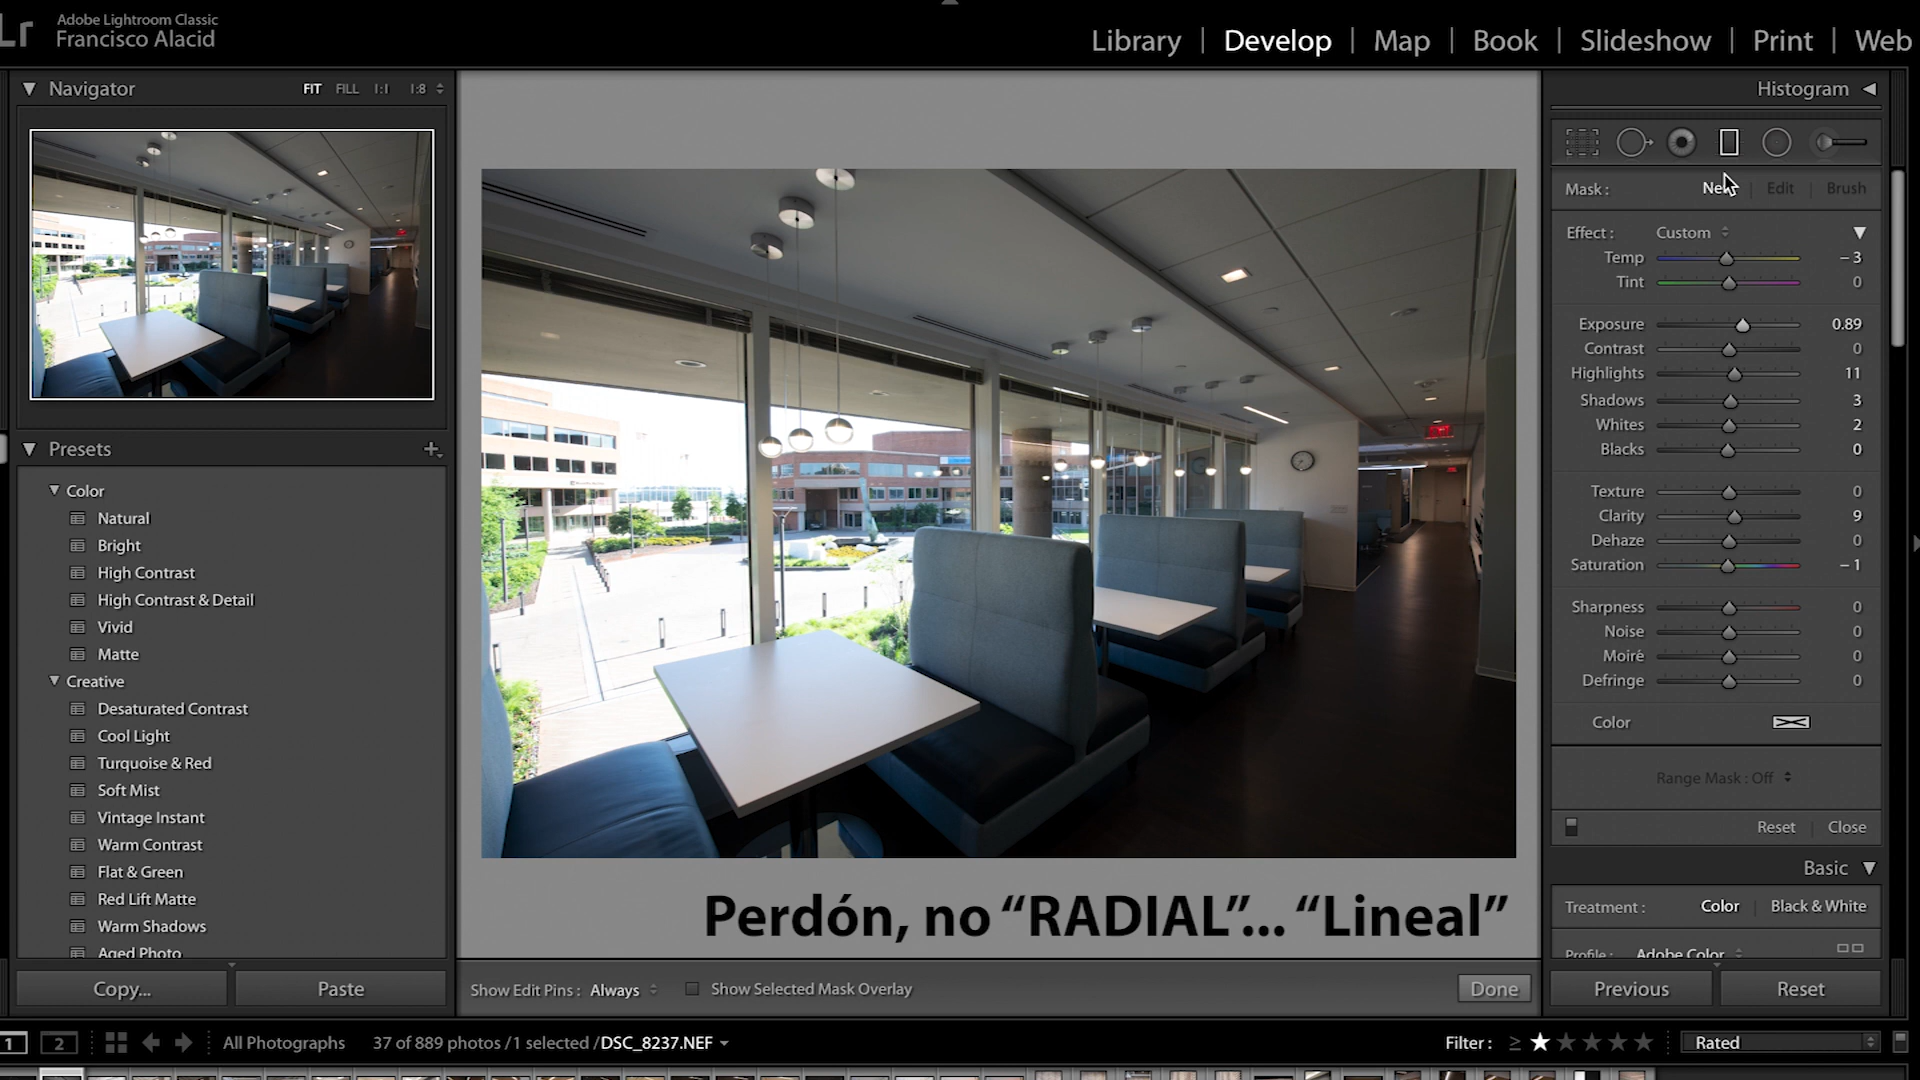 Lr
Adobe Lightroom Classic
Francisco Alacid
Library | Develop | Map | Book | Slideshow | Print | Web
Navigator FIT FILL 1:1 1:8
Histogram
Mask : New | Edit | Brush
Effect : Custom
Temp – 3
Tint 0
Exposure 0.89
Contrast 0
Highlights 11
Shadows 3
Whites 2
Blacks 0
Texture 0
Clarity 9
Dehaze 0
Saturation – 1
Sharpness 0
Noise 0
Moiré 0
Defringe 0
Color
Range Mask : Off
Reset | Close
Basic
Treatment : Color | Black & White
Profile : Adobe Color
Previous Reset
Presets
Color
Natural
Bright
High Contrast
High Contrast & Detail
Vivid
Matte
Creative
Desaturated Contrast
Cool Light
Turquoise & Red
Soft Mist
Vintage Instant
Warm Contrast
Flat & Green
Red Lift Matte
Warm Shadows
Aged Photo
Copy... Paste
Perdón, no “RADIAL”... “Lineal”
Show Edit Pins : Always Show Selected Mask Overlay Done
1 2 All Photographs 37 of 889 photos /1 selected /DSC_8237.NEF Filter : ≥ ★★★★★ Rated